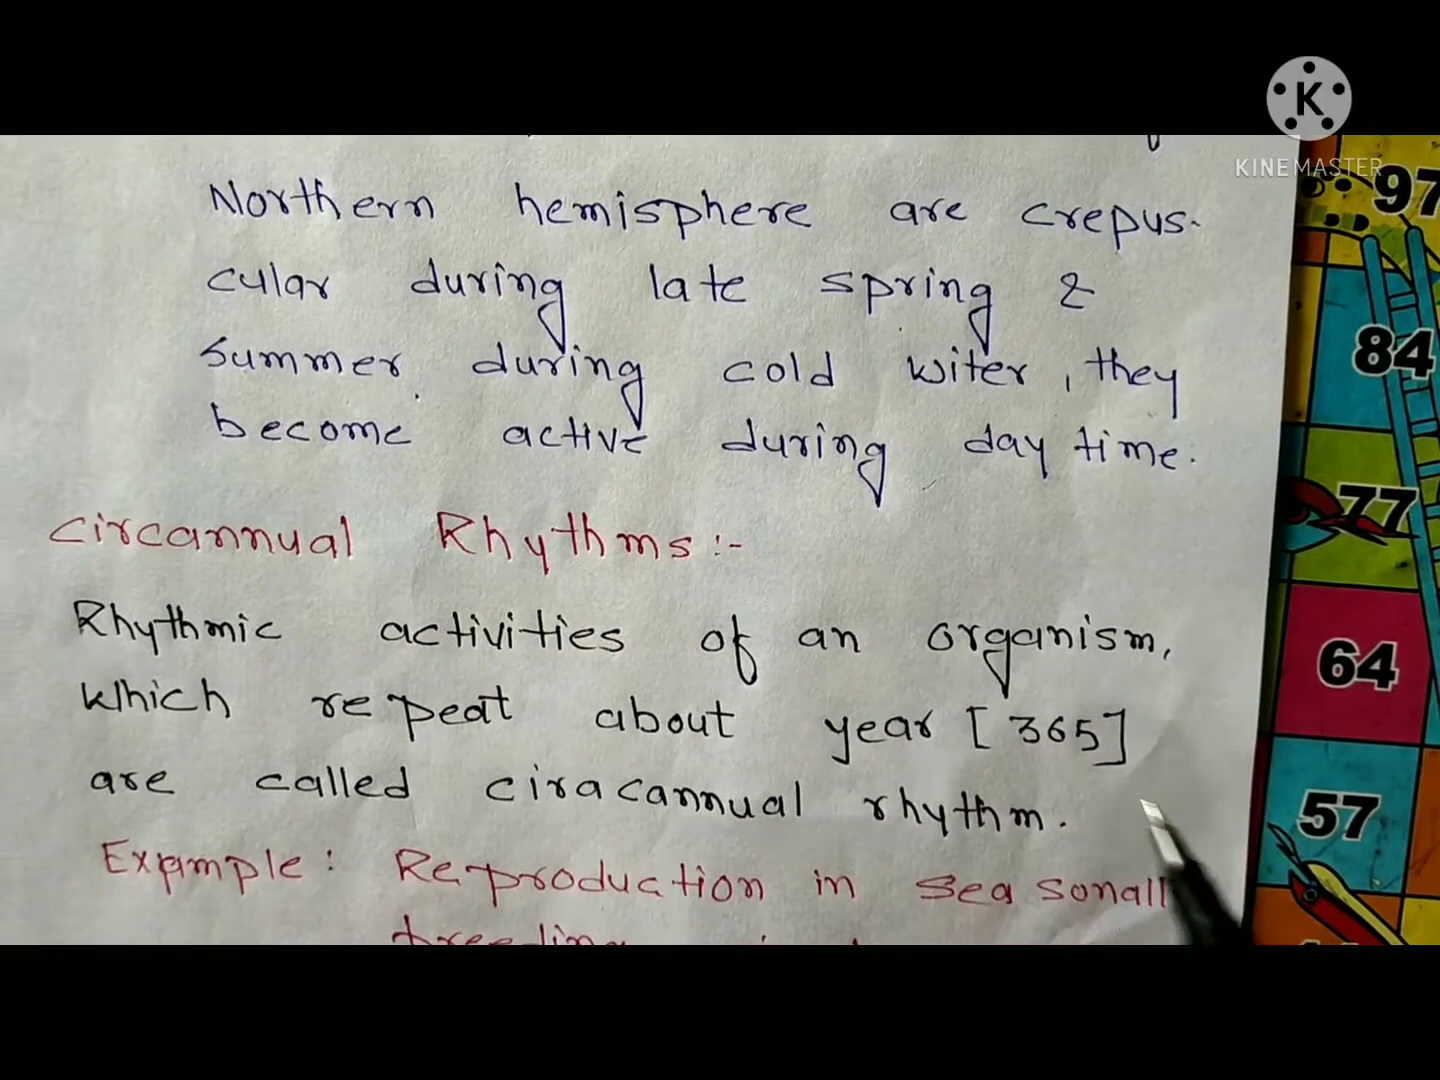 K
KINEMASTER
Northern hemisphere are crepus-
cular during late spring &
summer during cold witer, they
become active during day time.
Circannual Rhythms:-
Rhythmic activities of an organism,
which repeat about year [365]
are called ciracannual rhythm.
Example: Reproduction in seasonall
97
84
77
64
57